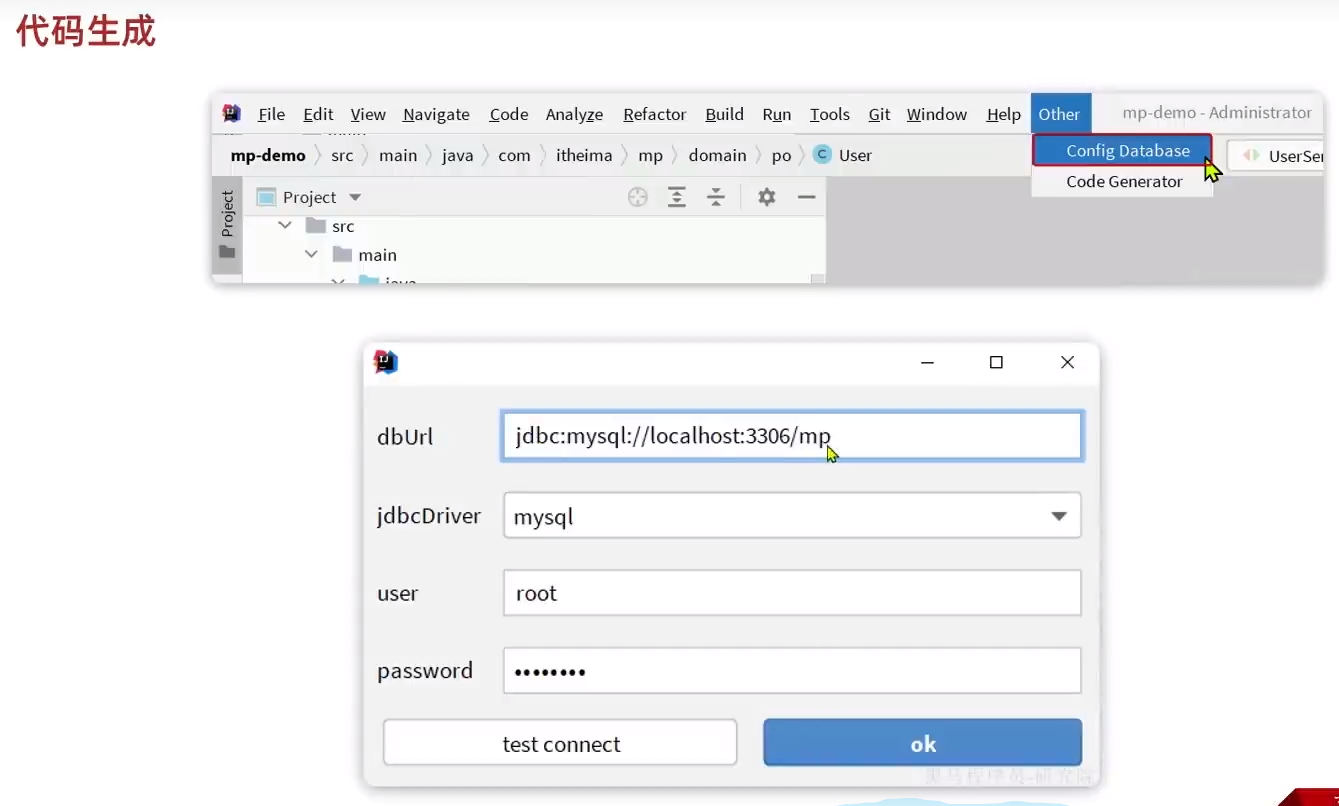 代码生成
File Edit View Navigate Code Analyze Refactor Build Run Tools Git Window Help Other mp-demo - Administrator
mp-demo src main java com itheima mp domain po C User
Config Database
UserSer
Code Generator
Project
Project
src
main
java
dbUrl jdbc:mysql://localhost:3306/mp
jdbcDriver mysql
user root
password ••••••••
test connect ok
黑马程序员-研究院